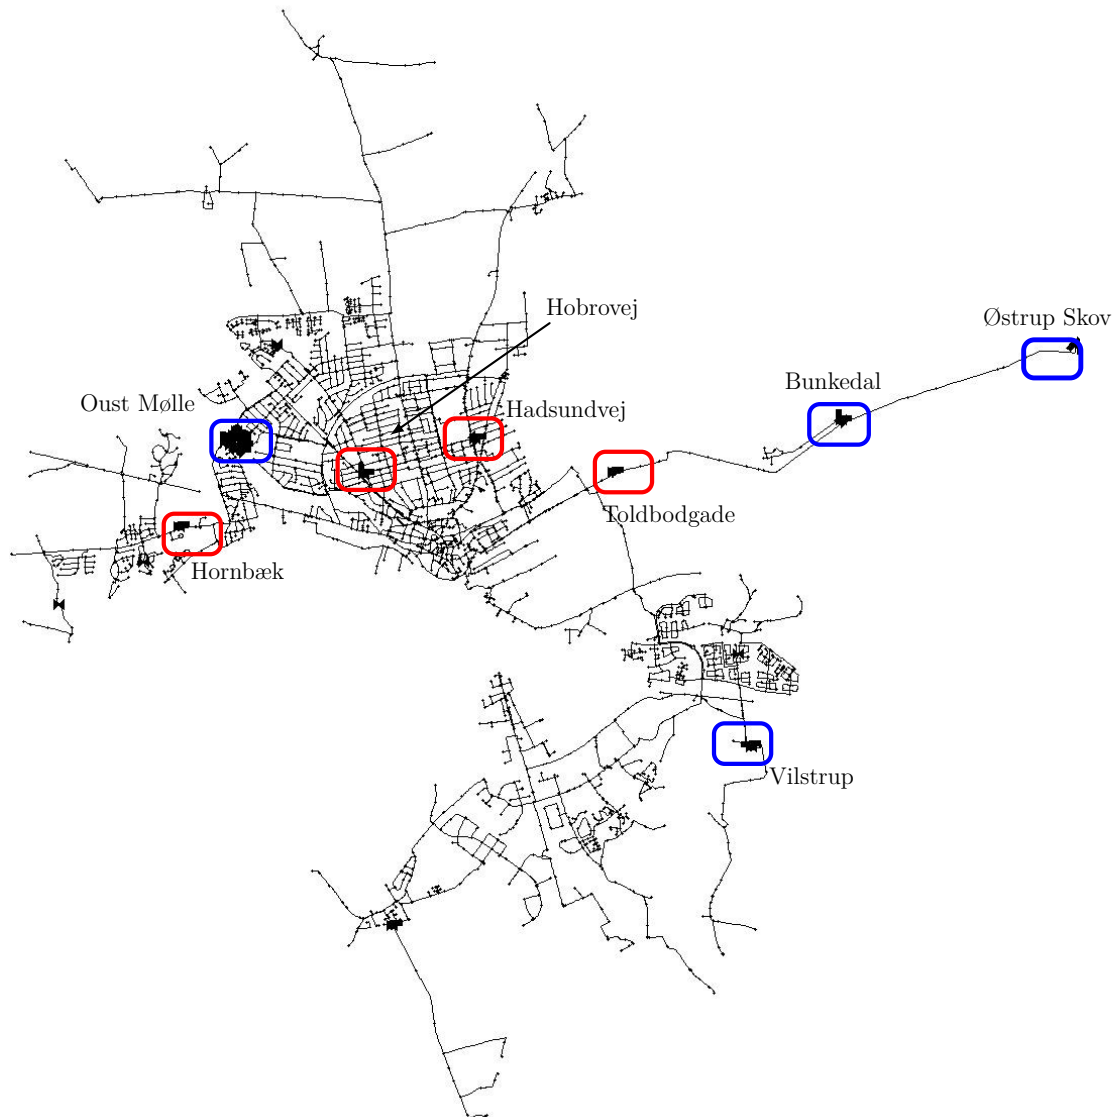 Hobrovej
Østrup Skov
Bunkedal
Oust Mølle
Hadsundvej
Toldbodgade
Hornbæk
Vilstrup